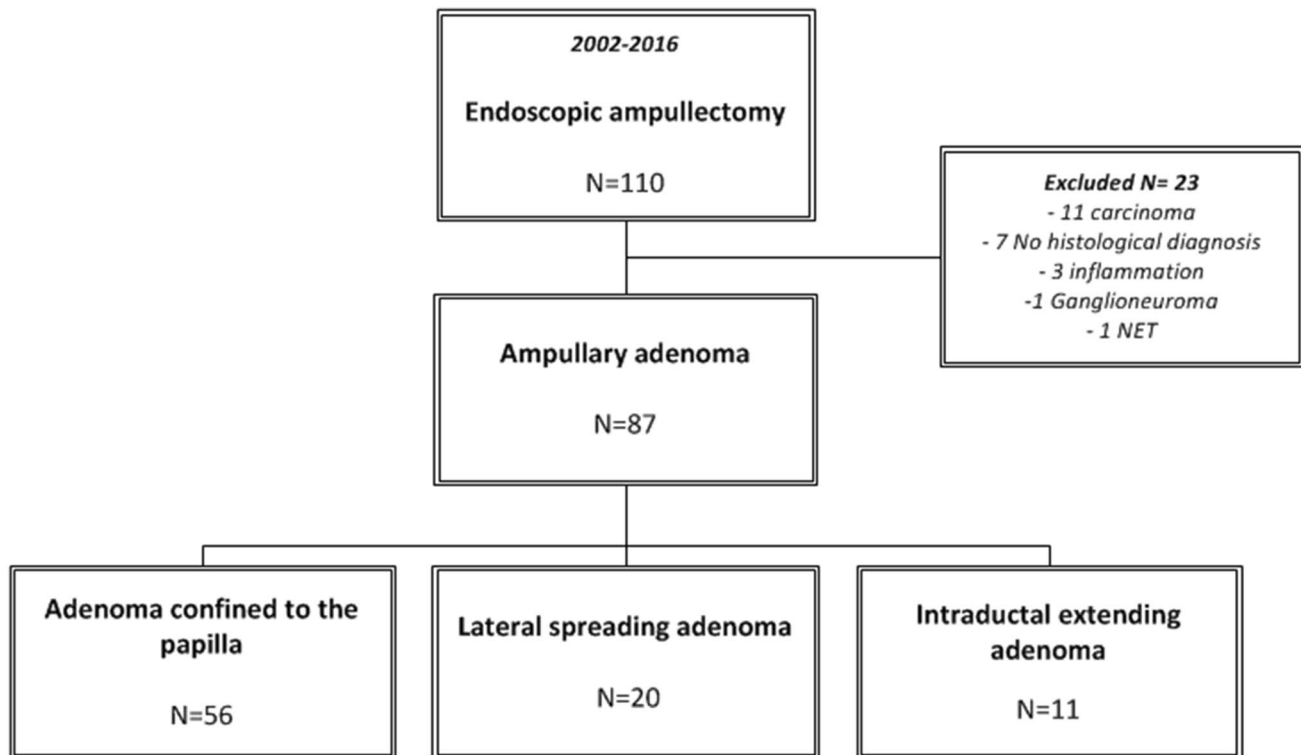 2002-2016
Endoscopic ampullectomy
N=110
Excluded N= 23
- 11 carcinoma
- 7 No histological diagnosis
- 3 inflammation
-1 Ganglioneuroma
- 1 NET
Ampullary adenoma
N=87
Adenoma confined to the
papilla
N=56
Lateral spreading adenoma
N=20
Intraductal extending
adenoma
N=11